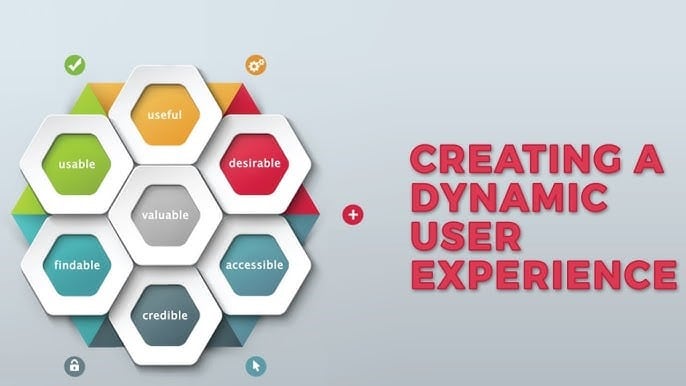 useful
usable
desirable
valuable
findable
accessible
credible
CREATING A
DYNAMIC
USER
EXPERIENCE